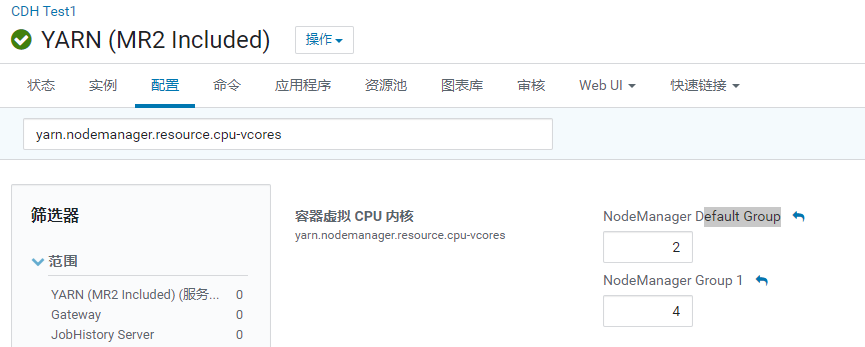 CDH Test1
YARN (MR2 Included) 操作
状态 实例 配置 命令 应用程序 资源池 图表库 审核 Web UI 快速链接
yarn.nodemanager.resource.cpu-vcores
筛选器
范围
YARN (MR2 Included) (服务... 0
Gateway 0
JobHistory Server 0
容器虚拟 CPU 内核
yarn.nodemanager.resource.cpu-vcores
NodeManager Default Group
2
NodeManager Group 1
4